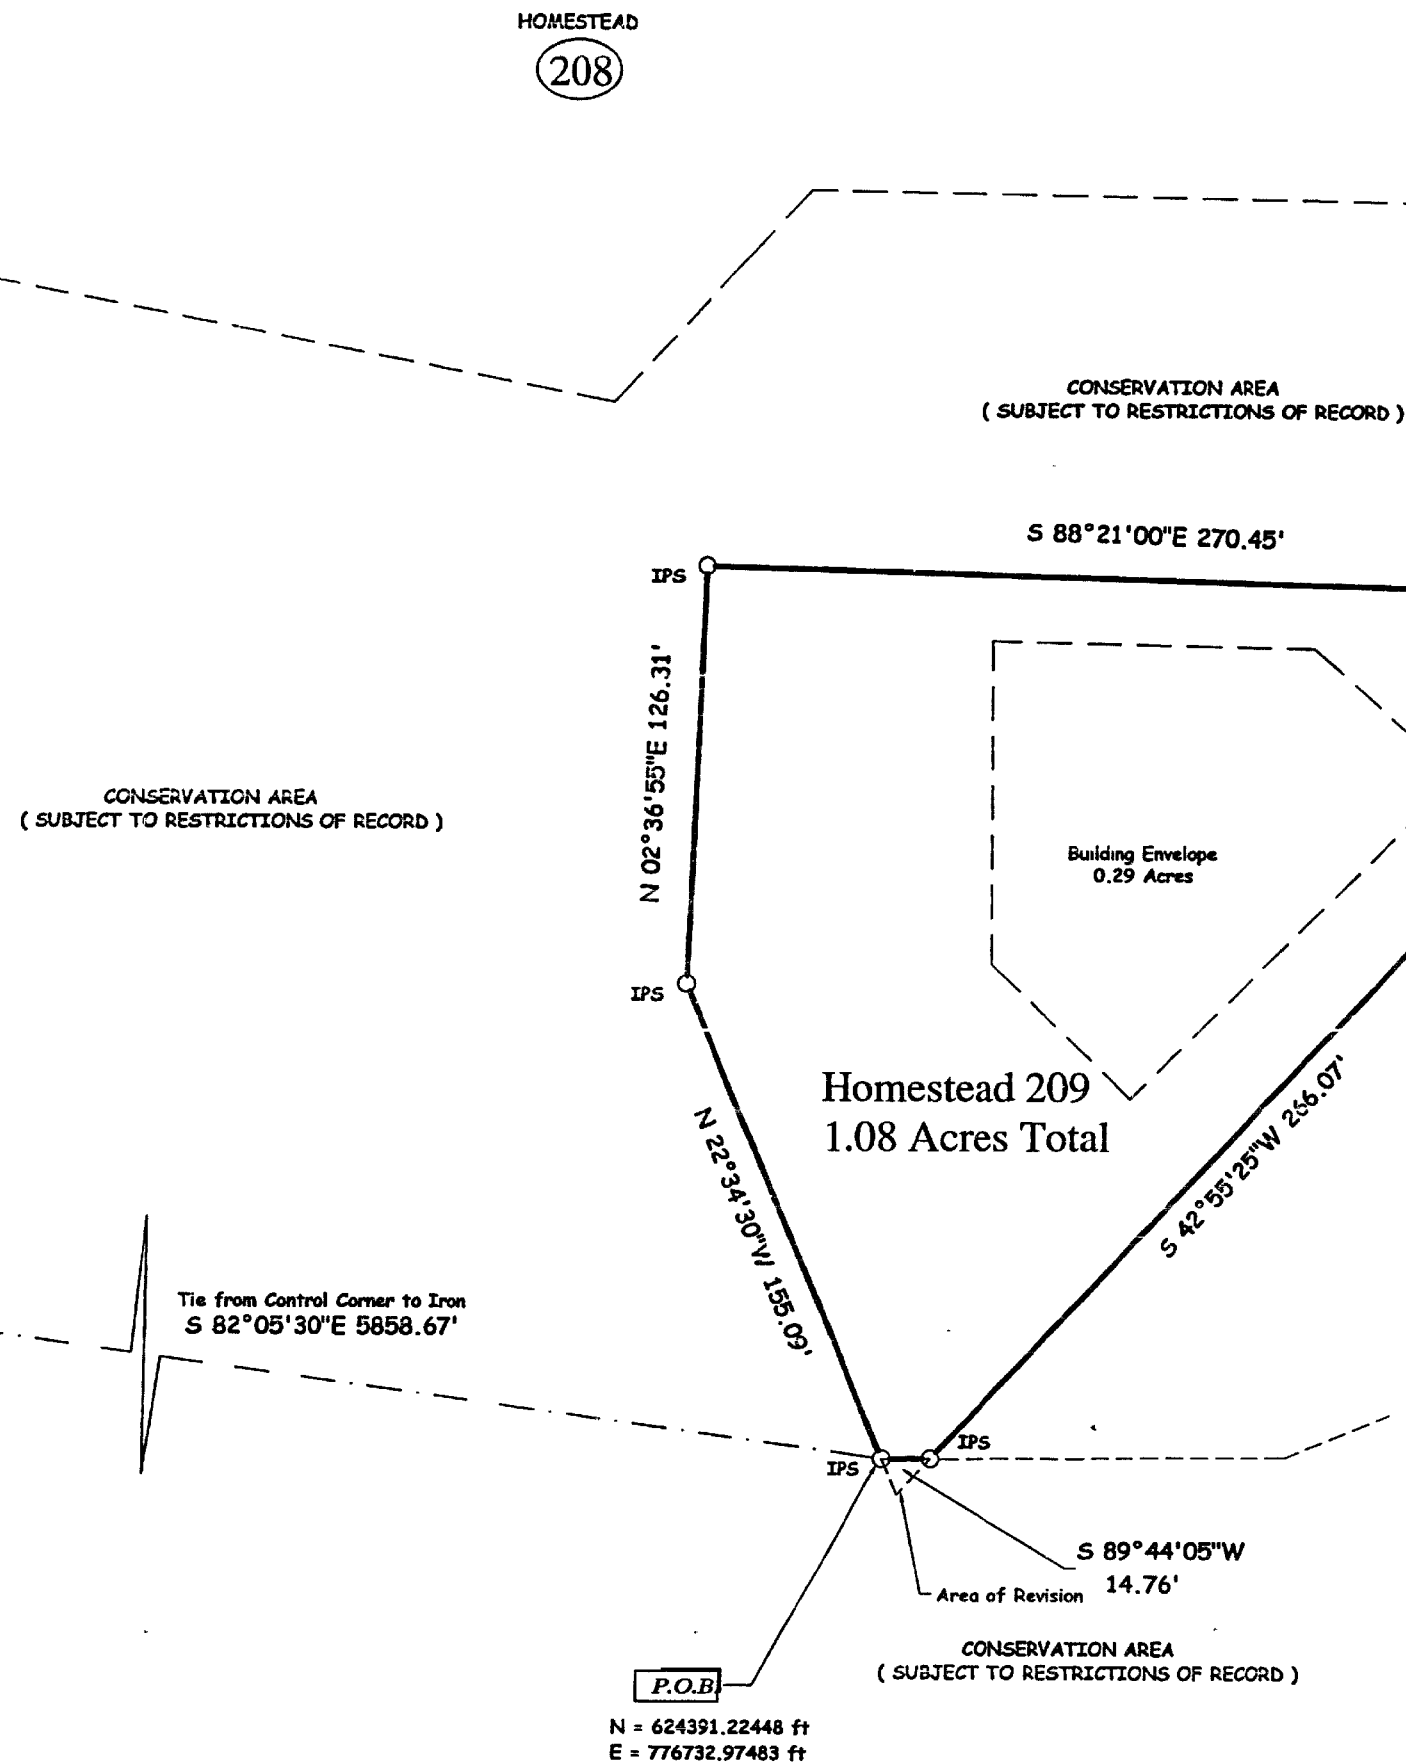 HOMESTEAD
208
CONSERVATION AREA
( SUBJECT TO RESTRICTIONS OF RECORD )
S 88°21'00"E 270.45'
IPS
N 02°36'55"E 126.31'
CONSERVATION AREA
( SUBJECT TO RESTRICTIONS OF RECORD )
Building Envelope
0.29 Acres
IPS
Homestead 209
1.08 Acres Total
N 22°34'30"W 155.09'
S 42°55'25"W 266.07'
Tie from Control Corner to Iron
S 82°05'30"E 5858.67'
IPS
IPS
S 89°44'05"W
14.76'
Area of Revision
CONSERVATION AREA
( SUBJECT TO RESTRICTIONS OF RECORD )
P.O.B.
N = 624391.22448 ft
E = 776732.97483 ft